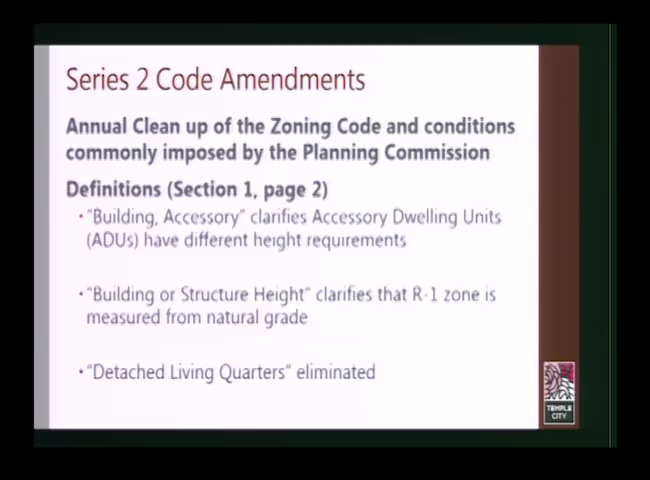 Series 2 Code Amendments
Annual Clean up of the Zoning Code and conditions
commonly imposed by the Planning Commission
Definitions (Section 1, page 2)
• "Building, Accessory" clarifies Accessory Dwelling Units
(ADUs) have different height requirements
• "Building or Structure Height" clarifies that R-1 zone is
measured from natural grade
• "Detached Living Quarters" eliminated
TEMPLE
CITY